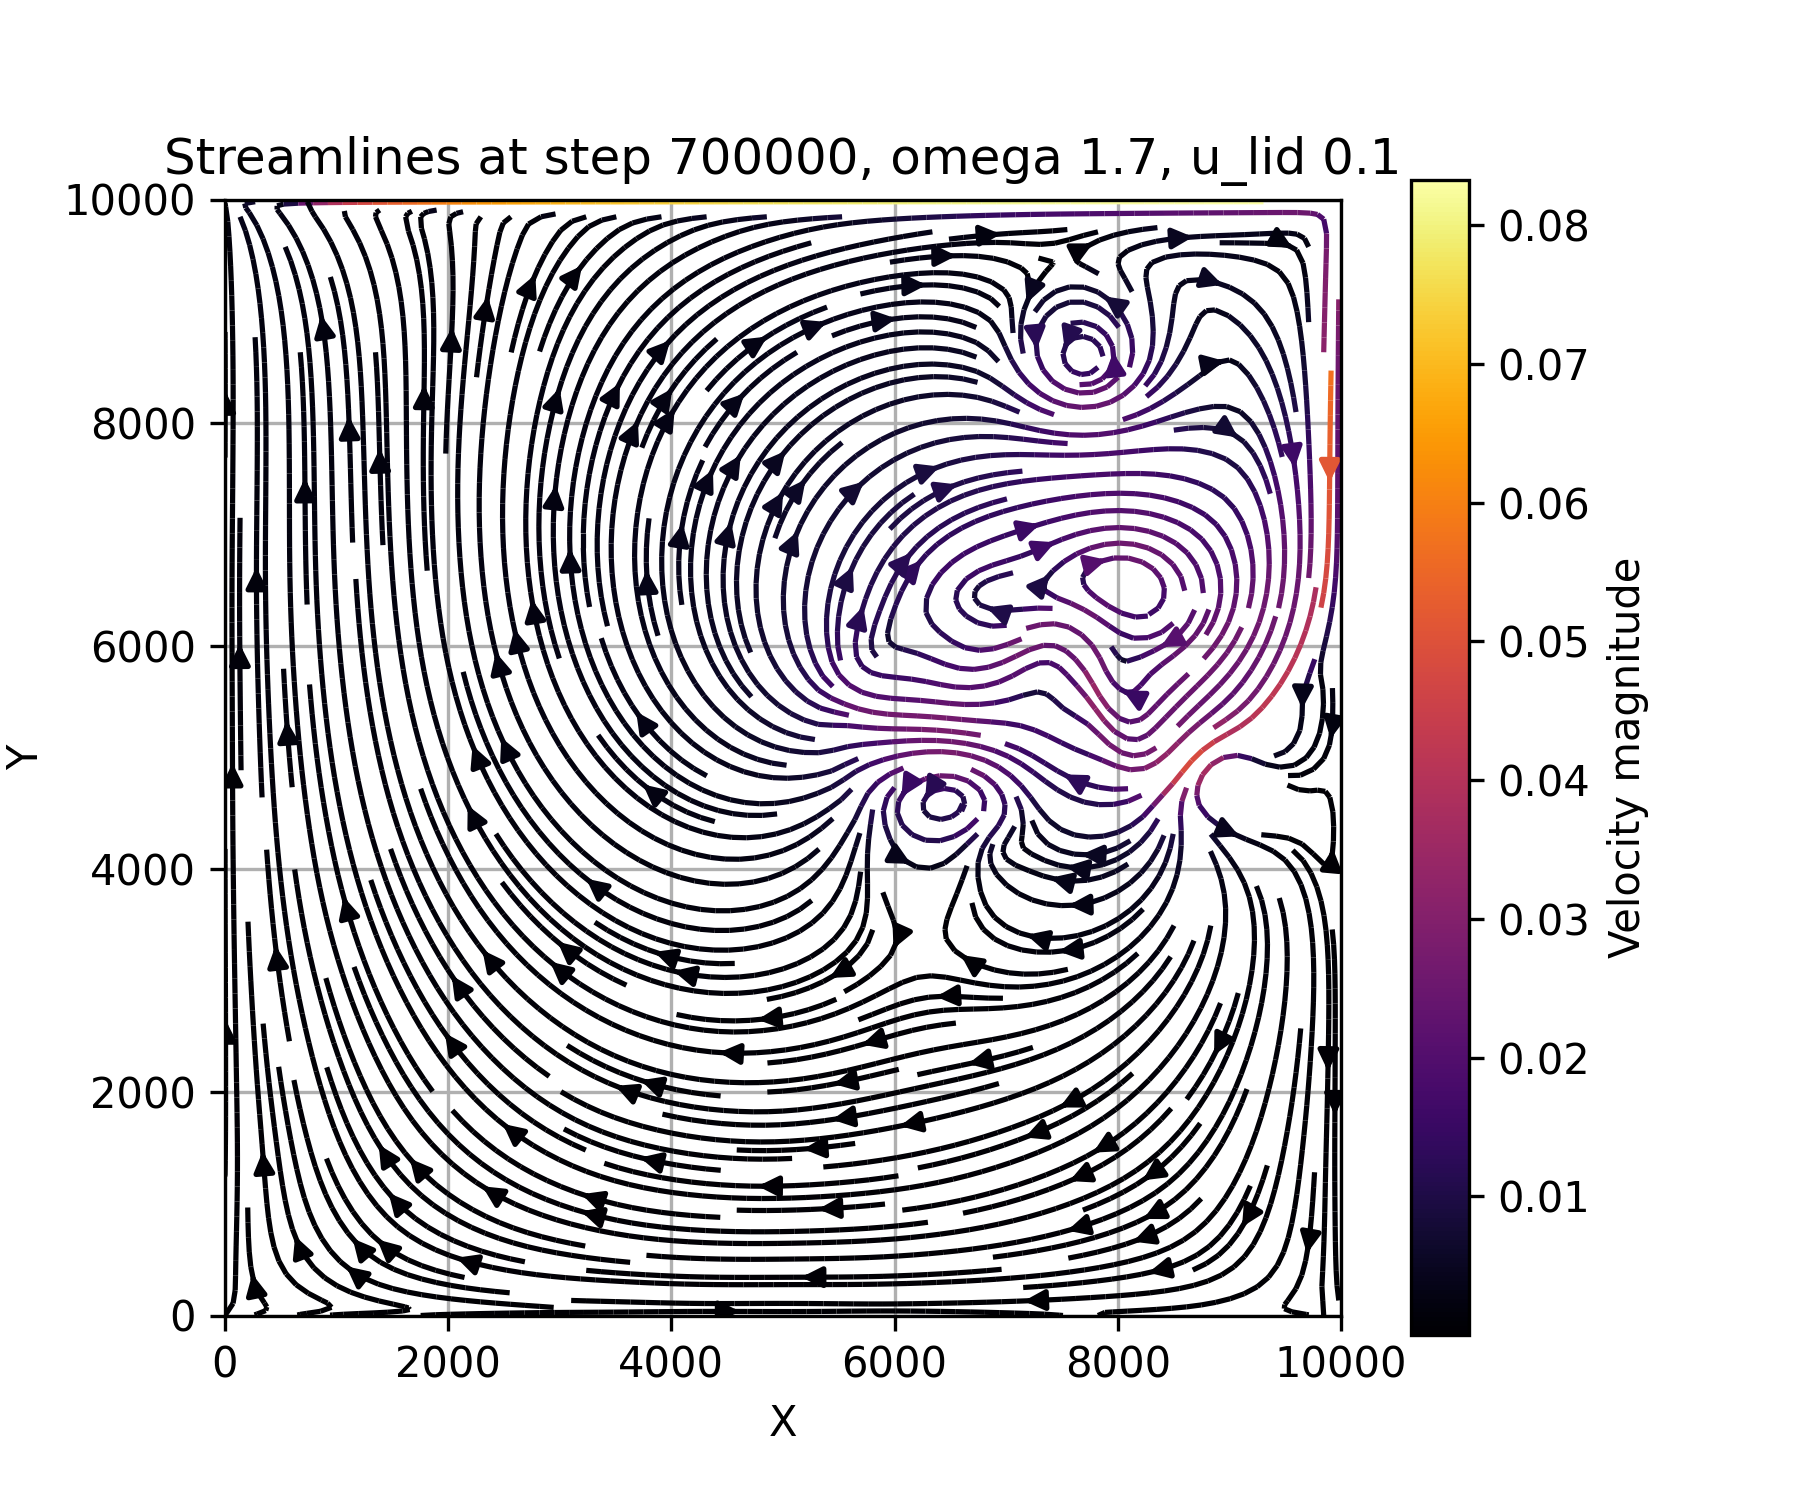 Streamlines at step 700000, omega 1.7, u_lid 0.1
10000
8000
6000
4000
2000
0
Y
0 2000 4000 6000 8000 10000
X
0.08
0.07
0.06
0.05
0.04
0.03
0.02
0.01
Velocity magnitude